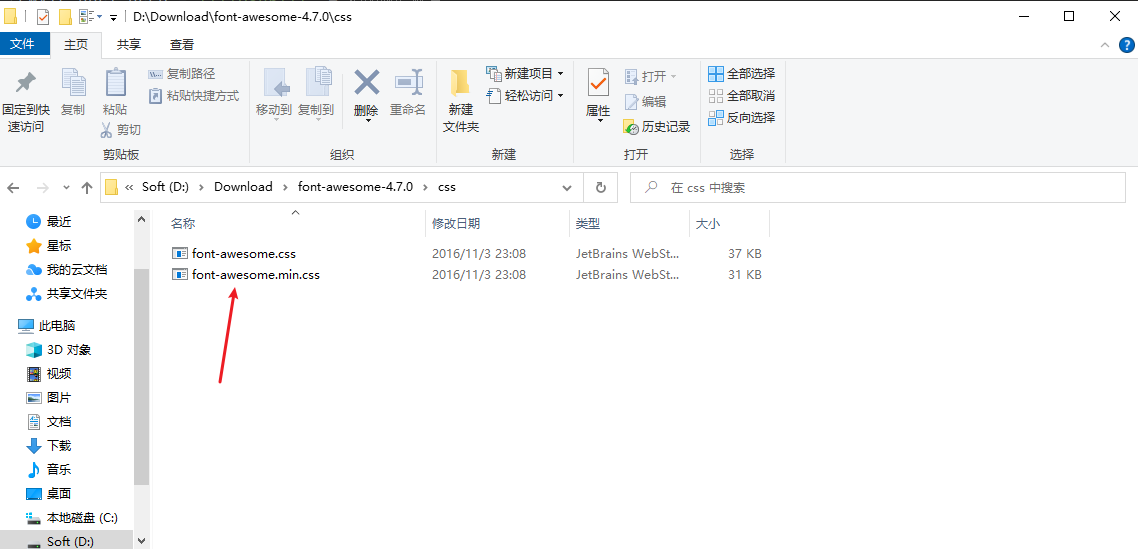 D:\Download\font-awesome-4.7.0\css
文件 主页 共享 查看
固定到快速访问
复制
粘贴
复制路径
粘贴快捷方式
剪切
剪贴板
移动到
复制到
删除
重命名
组织
新建文件夹
新建项目
轻松访问
新建
属性
打开
编辑
历史记录
打开
全部选择
全部取消
反向选择
选择
« Soft (D:) › Download › font-awesome-4.7.0 › css
在 css 中搜索
最近
星标
我的云文档
共享文件夹
此电脑
3D 对象
视频
图片
文档
下载
音乐
桌面
本地磁盘 (C:)
Soft (D:)
名称 修改日期 类型 大小
font-awesome.css 2016/11/3 23:08 JetBrains WebSt... 37 KB
font-awesome.min.css 2016/11/3 23:08 JetBrains WebSt... 31 KB